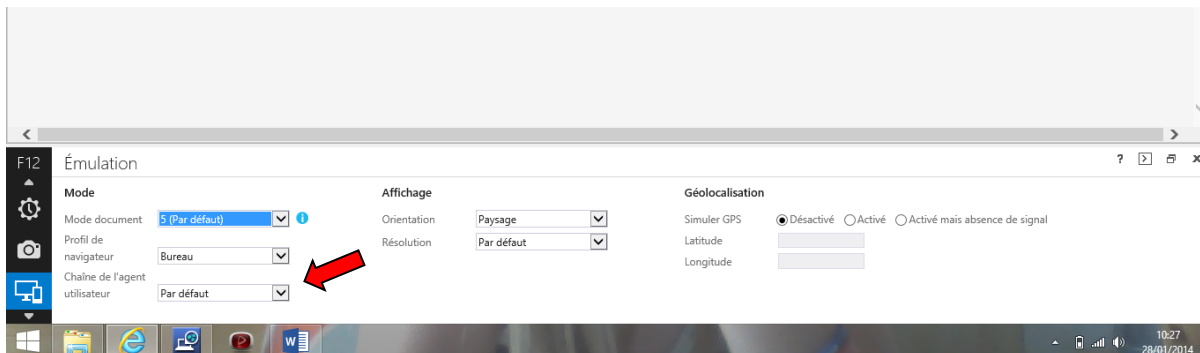 F12 Émulation ?
Mode Affichage Géolocalisation
Mode document 5 (Par défaut) Orientation Paysage Simuler GPS Désactivé Activé Activé mais absence de signal
Profil de
navigateur Bureau Résolution Par défaut Latitude
Longitude
Chaîne de l'agent
utilisateur Par défaut
10:27
28/01/2014